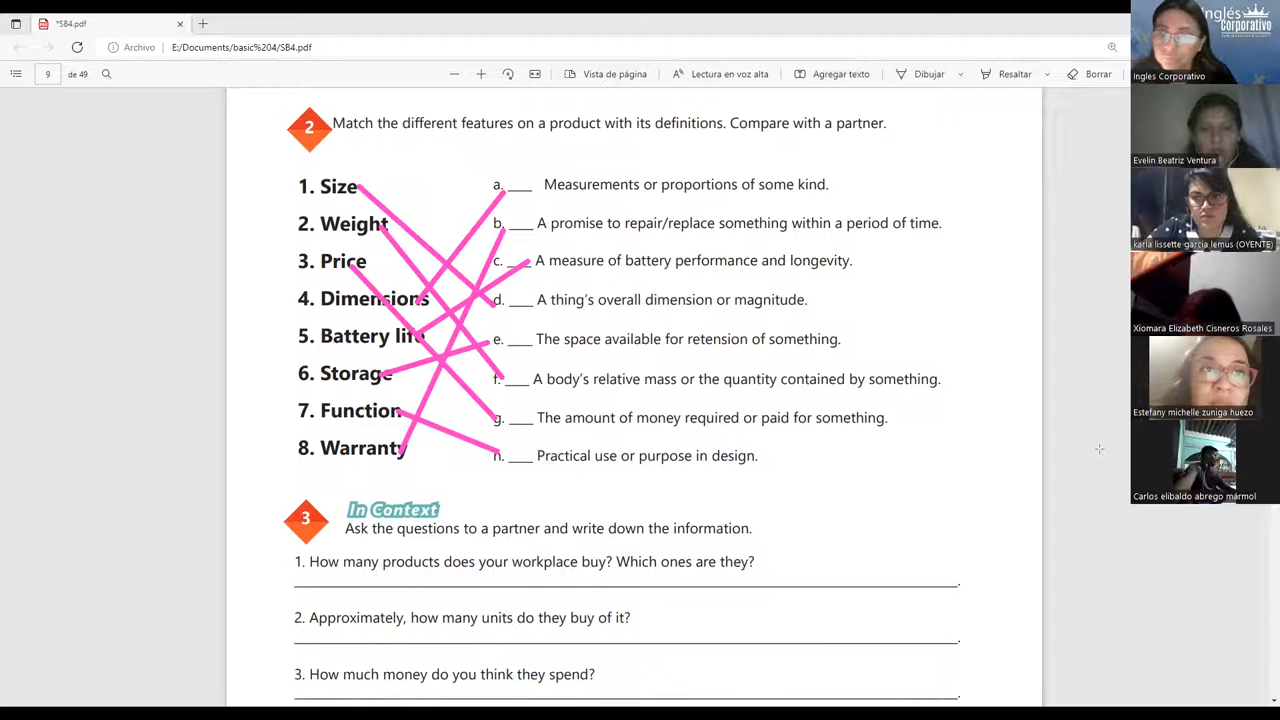 *SB4.pdf
Archivo
E:/Documents/basic%204/SB4.pdf
9
de 49
Vista de página
Lectura en voz alta
Agregar texto
Dibujar
Resaltar
Borrar
2
Match the different features on a product with its definitions. Compare with a partner.
1. Size
2. Weight
3. Price
4. Dimensions
5. Battery life
6. Storage
7. Function
8. Warranty
a. ____ Measurements or proportions of some kind.
b. ____ A promise to repair/replace something within a period of time.
c. ____ A measure of battery performance and longevity.
d. ____ A thing's overall dimension or magnitude.
e. ____ The space available for retention of something.
f. ____ A body's relative mass or the quantity contained by something.
g. ____ The amount of money required or paid for something.
h. ____ Practical use or purpose in design.
3
In Context
Ask the questions to a partner and write down the information.
1. How many products does your workplace buy? Which ones are they?
2. Approximately, how many units do they buy of it?
3. How much money do you think they spend?
Inglés
Corporativo
Ingles Corporativo
Evelin Beatriz Ventura
karla lissette garcia lemus (OYENTE)
Xiomara Elizabeth Cisneros Rosales
Estefany michelle zuniga huezo
Carlos elibaldo abrego mármol